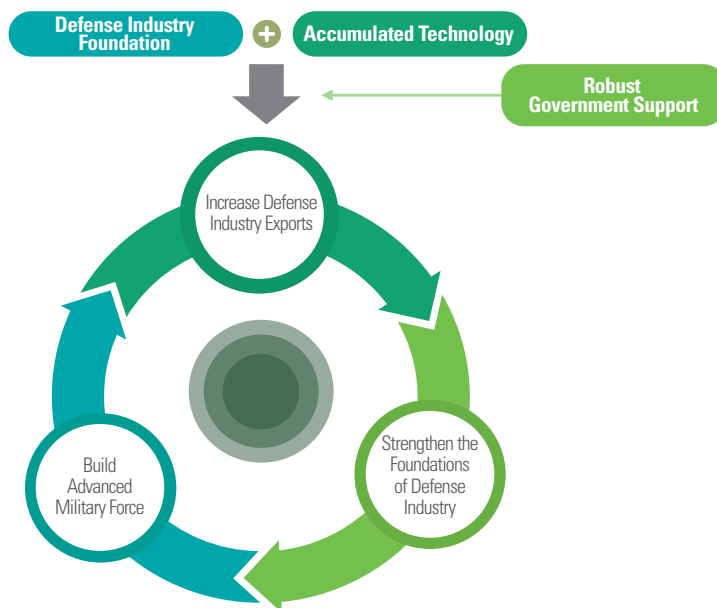 Defense Industry
Foundation
+
Accumulated Technology
Robust
Government Support
Increase Defense
Industry Exports
Strengthen the
Foundations
of Defense
Industry
Build
Advanced
Military Force